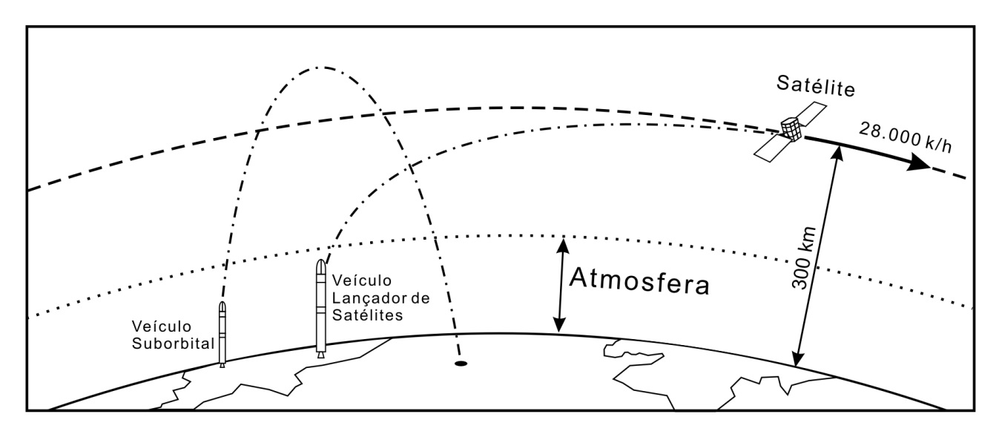 Satélite
28.000 k/h
300 km
Atmosfera
Veículo
Lançador de
Satélites
Veículo
Suborbital